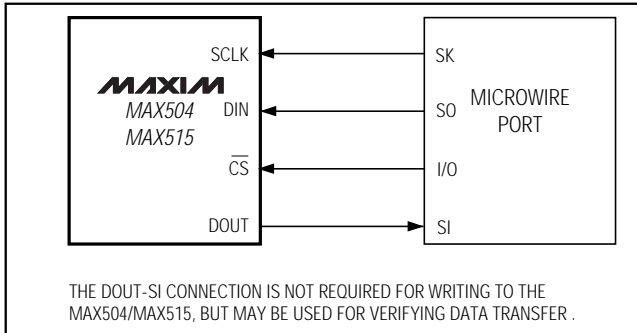 SCLK
SK
MAXIM
MAX504
MAX515
DIN
SO
MICROWIRE
PORT
C̅S̅
I/O
DOUT
SI
THE DOUT-SI CONNECTION IS NOT REQUIRED FOR WRITING TO THE
MAX504/MAX515, BUT MAY BE USED FOR VERIFYING DATA TRANSFER .